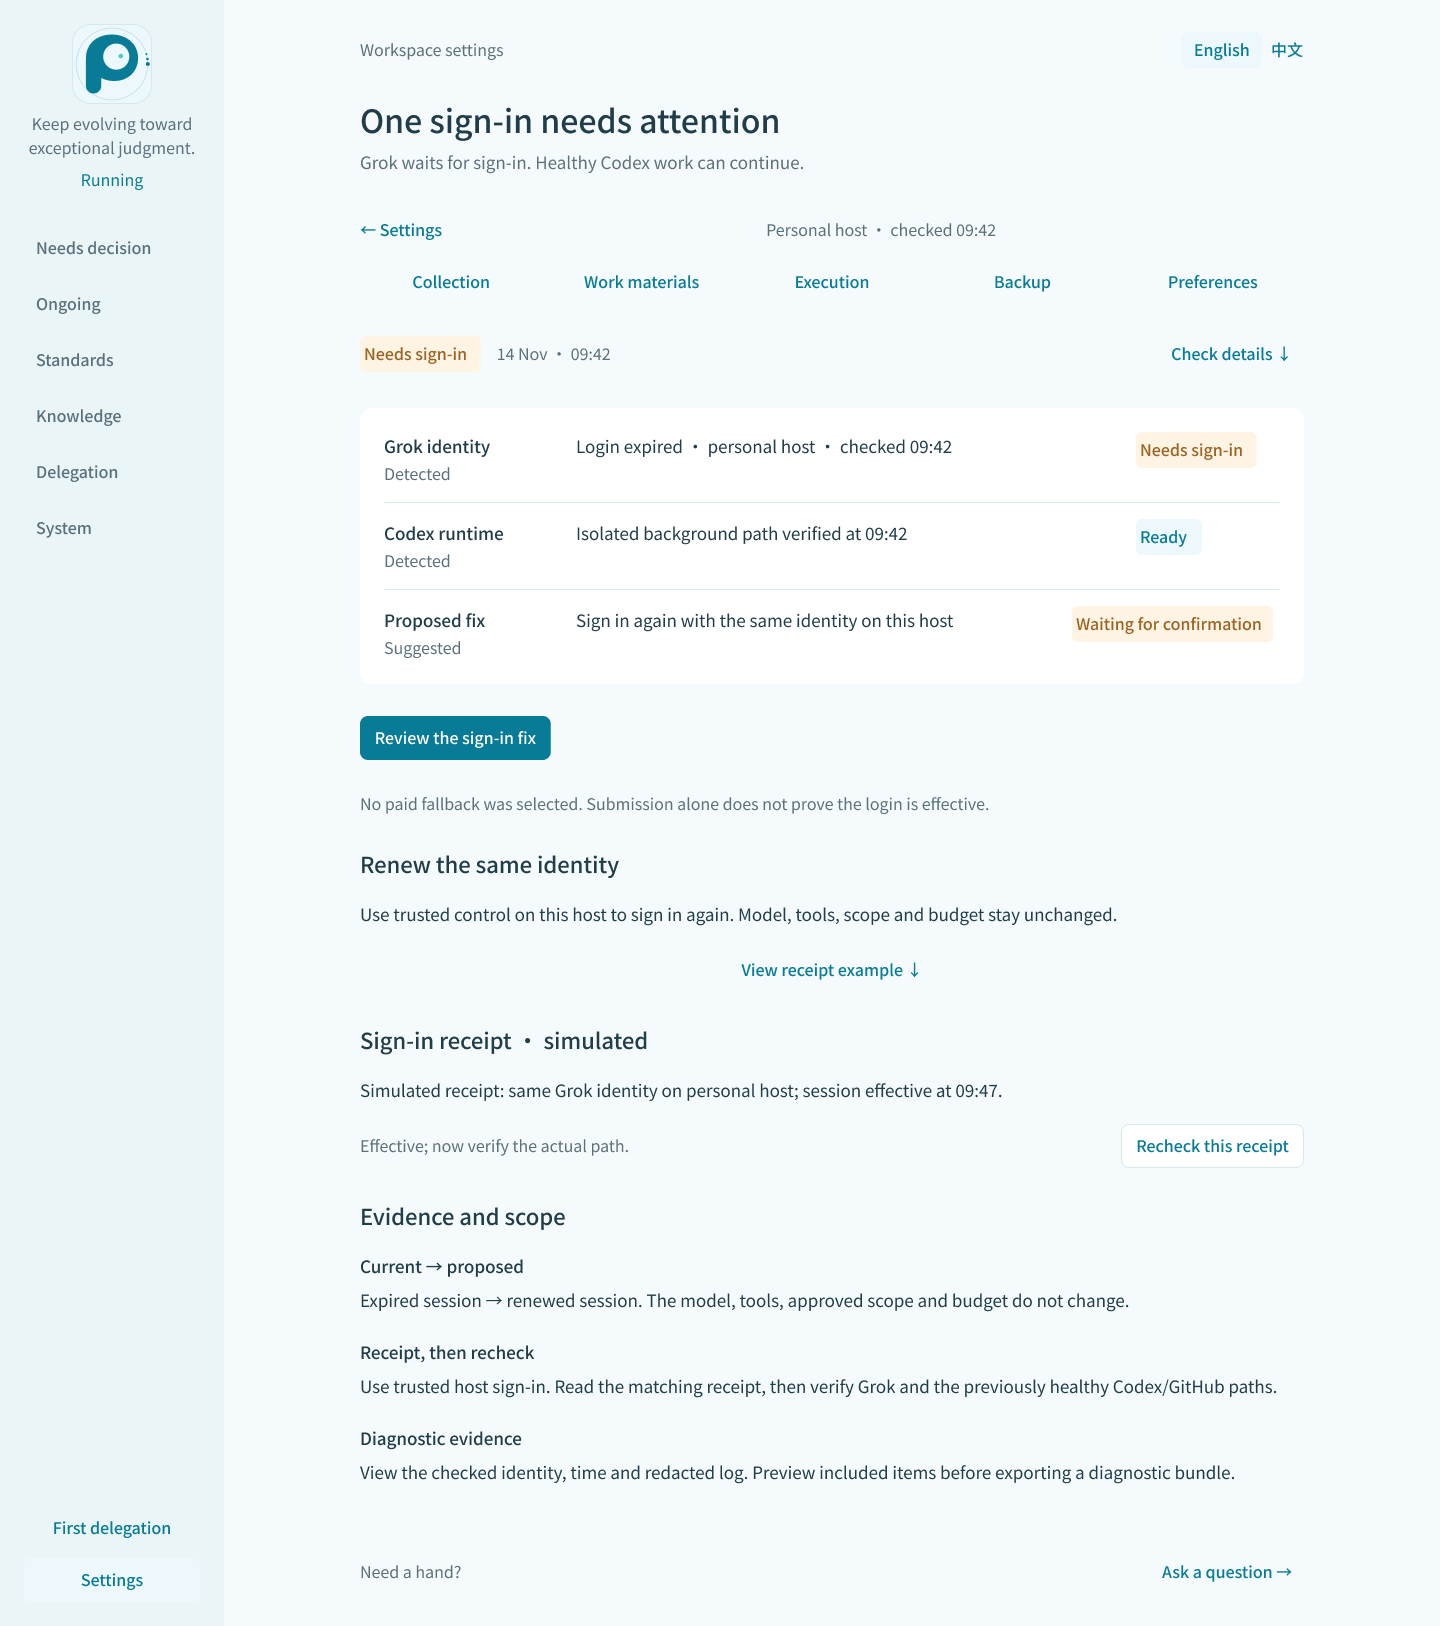 Keep evolving toward
exceptional judgment.
Running
Needs decision
Ongoing
Standards
Knowledge
Delegation
System
First delegation
Settings
Workspace settings
English 中文
One sign-in needs attention
Grok waits for sign-in. Healthy Codex work can continue.
← Settings
Personal host • checked 09:42
Collection
Work materials
Execution
Backup
Preferences
Needs sign-in
14 Nov • 09:42
Check details ↓
Grok identity
Detected
Login expired • personal host • checked 09:42
Needs sign-in
Codex runtime
Detected
Isolated background path verified at 09:42
Ready
Proposed fix
Suggested
Sign in again with the same identity on this host
Waiting for confirmation
Review the sign-in fix
No paid fallback was selected. Submission alone does not prove the login is effective.
Renew the same identity
Use trusted control on this host to sign in again. Model, tools, scope and budget stay unchanged.
View receipt example ↓
Sign-in receipt • simulated
Simulated receipt: same Grok identity on personal host; session effective at 09:47.
Effective; now verify the actual path.
Recheck this receipt
Evidence and scope
Current → proposed
Expired session → renewed session. The model, tools, approved scope and budget do not change.
Receipt, then recheck
Use trusted host sign-in. Read the matching receipt, then verify Grok and the previously healthy Codex/GitHub paths.
Diagnostic evidence
View the checked identity, time and redacted log. Preview included items before exporting a diagnostic bundle.
Need a hand?
Ask a question →